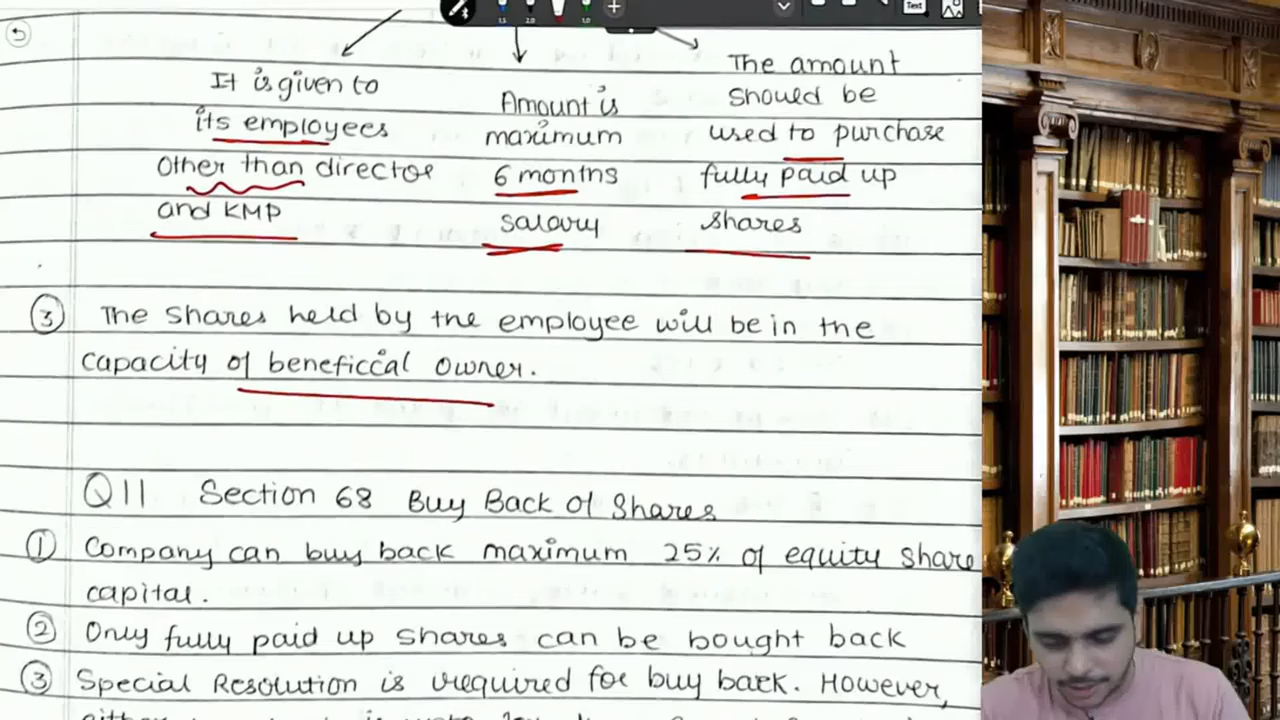 It is given to
its employees
Other than director
and KMP
Amount is
maximum
6 months
salary
The amount
should be
used to purchase
fully paid up
shares
③ The shares held by the employee will be in the
capacity of beneficcal owner.
Q11 Section 68 Buy Back Of Shares
① Company can buy back maximum 25% of equity share
capital.
② Only fully paid up shares can be bought back
③ Special Resolution is required for buy back. However,